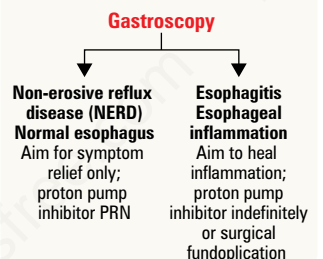 Gastroscopy
Non-erosive reflux
disease (NERD)
Normal esophagus
Aim for symptom
relief only;
proton pump
inhibitor PRN
Esophagitis
Esophageal
inflammation
Aim to heal
inflammation;
proton pump
inhibitor indefinitely
or surgical
fundoplication